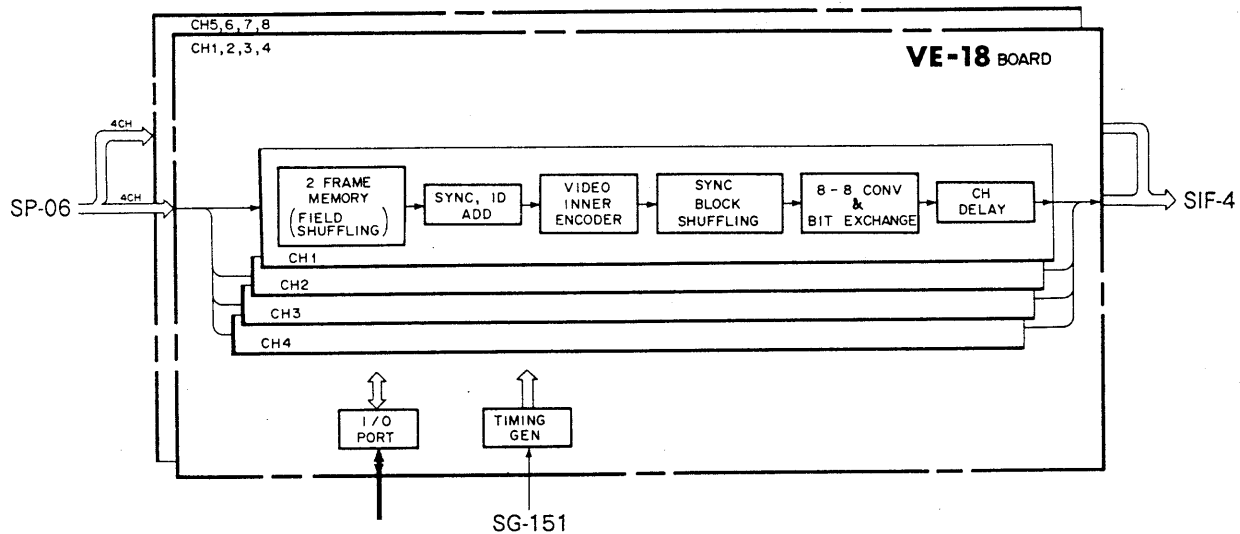 CH5,6,7,8
CH1,2,3,4
VE-18 BOARD
4CH
4CH
SP-06
SIF-4
2 FRAME
MEMORY
(FIELD
SHUFFLING)
SYNC, ID
ADD
VIDEO
INNER
ENCODER
SYNC
BLOCK
SHUFFLING
8-8 CONV
&
BIT EXCHANGE
CH
DELAY
CH1
CH2
CH3
CH4
I/O
PORT
TIMING
GEN
SG-151